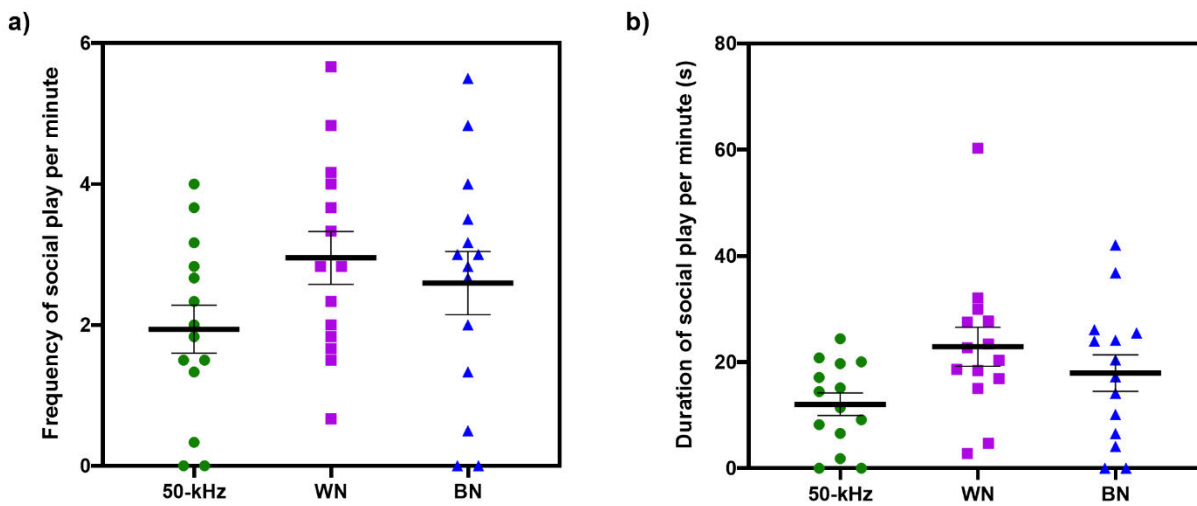 a)
Frequency of social play per minute
6
4
2
0
50-kHz WN BN
b)
Duration of social play per minute (s)
80
60
40
20
0
50-kHz WN BN